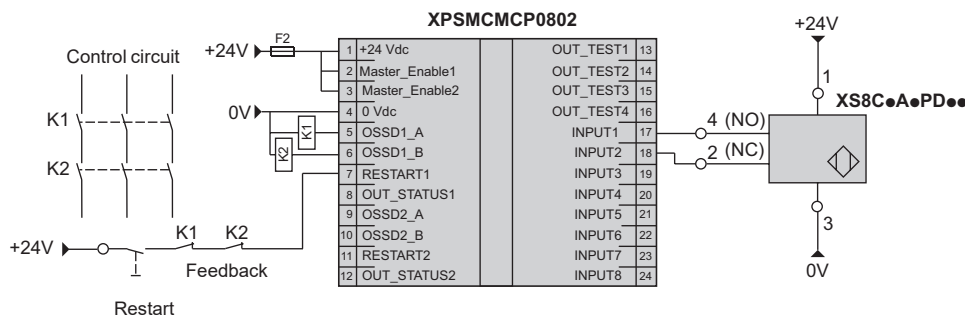 XPSMCMCP0802
+24V
F2
Control circuit
K1
K2
0V
K1
K2
1 +24 Vdc
2 Master_Enable1
3 Master_Enable2
4 0 Vdc
5 OSSD1_A
6 OSSD1_B
7 RESTART1
8 OUT_STATUS1
9 OSSD2_A
10 OSSD2_B
11 RESTART2
12 OUT_STATUS2
OUT_TEST1 13
OUT_TEST2 14
OUT_TEST3 15
OUT_TEST4 16
INPUT1 17
INPUT2 18
INPUT3 19
INPUT4 20
INPUT5 21
INPUT6 22
INPUT7 23
INPUT8 24
+24V
K1
K2
Feedback
Restart
+24V
1
XS8C●A●PD●●
4 (NO)
2 (NC)
3
0V